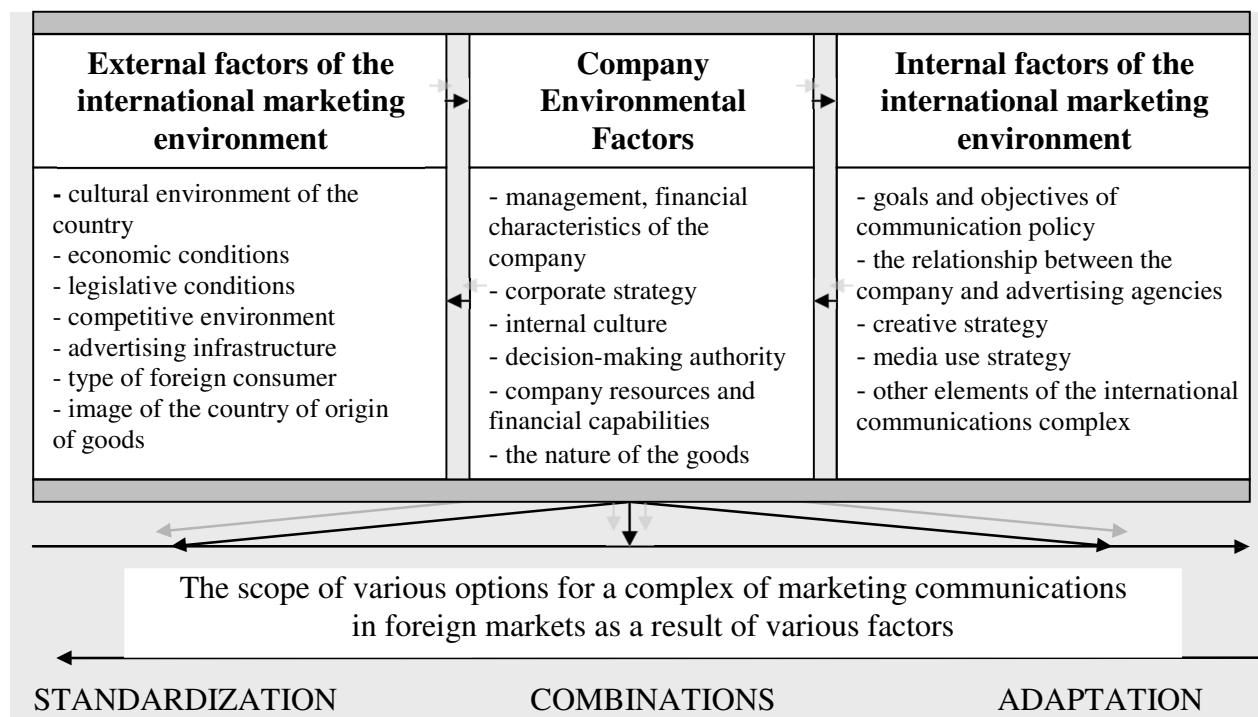 External factors of the
international marketing
environment
- cultural environment of the
country
- economic conditions
- legislative conditions
- competitive environment
- advertising infrastructure
- type of foreign consumer
- image of the country of origin
of goods
Company
Environmental
Factors
- management, financial
characteristics of the
company
- corporate strategy
- internal culture
- decision-making authority
- company resources and
financial capabilities
- the nature of the goods
Internal factors of the
international marketing
environment
- goals and objectives of
communication policy
- the relationship between the
company and advertising agencies
- creative strategy
- media use strategy
- other elements of the international
communications complex
The scope of various options for a complex of marketing communications
in foreign markets as a result of various factors
STANDARDIZATION COMBINATIONS ADAPTATION